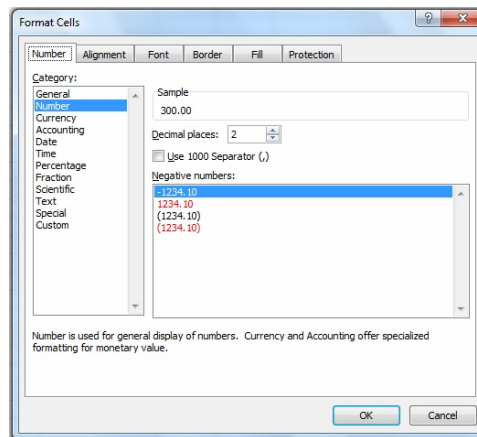 Format Cells
Number Alignment Font Border Fill Protection
Category:
General
Number
Currency
Accounting
Date
Time
Percentage
Fraction
Scientific
Text
Special
Custom
Sample
300.00
Decimal places: 2
Use 1000 Separator (,)
Negative numbers:
-1234.10
1234.10
(1234.10)
(1234.10)
Number is used for general display of numbers. Currency and Accounting offer specialized
formatting for monetary value.
OK Cancel